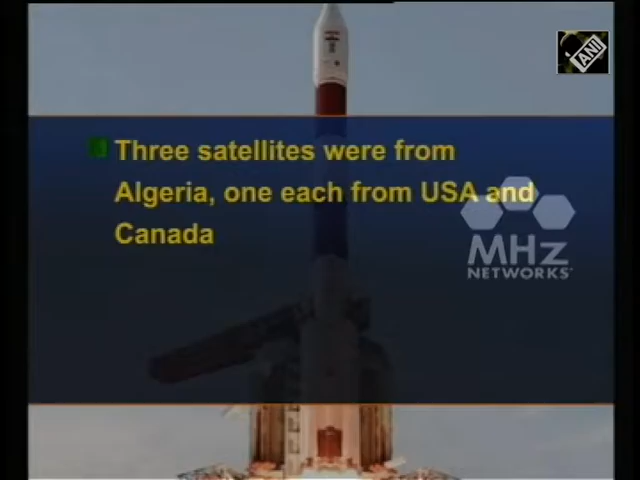 ANI
Three satellites were from
Algeria, one each from USA and
Canada
MHz
NETWORKS